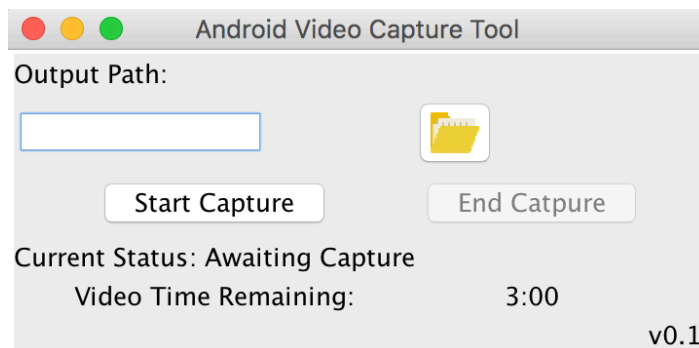 Android Video Capture Tool
Output Path:
Start Capture End Catpure
Current Status: Awaiting Capture
Video Time Remaining: 3:00
v0.1